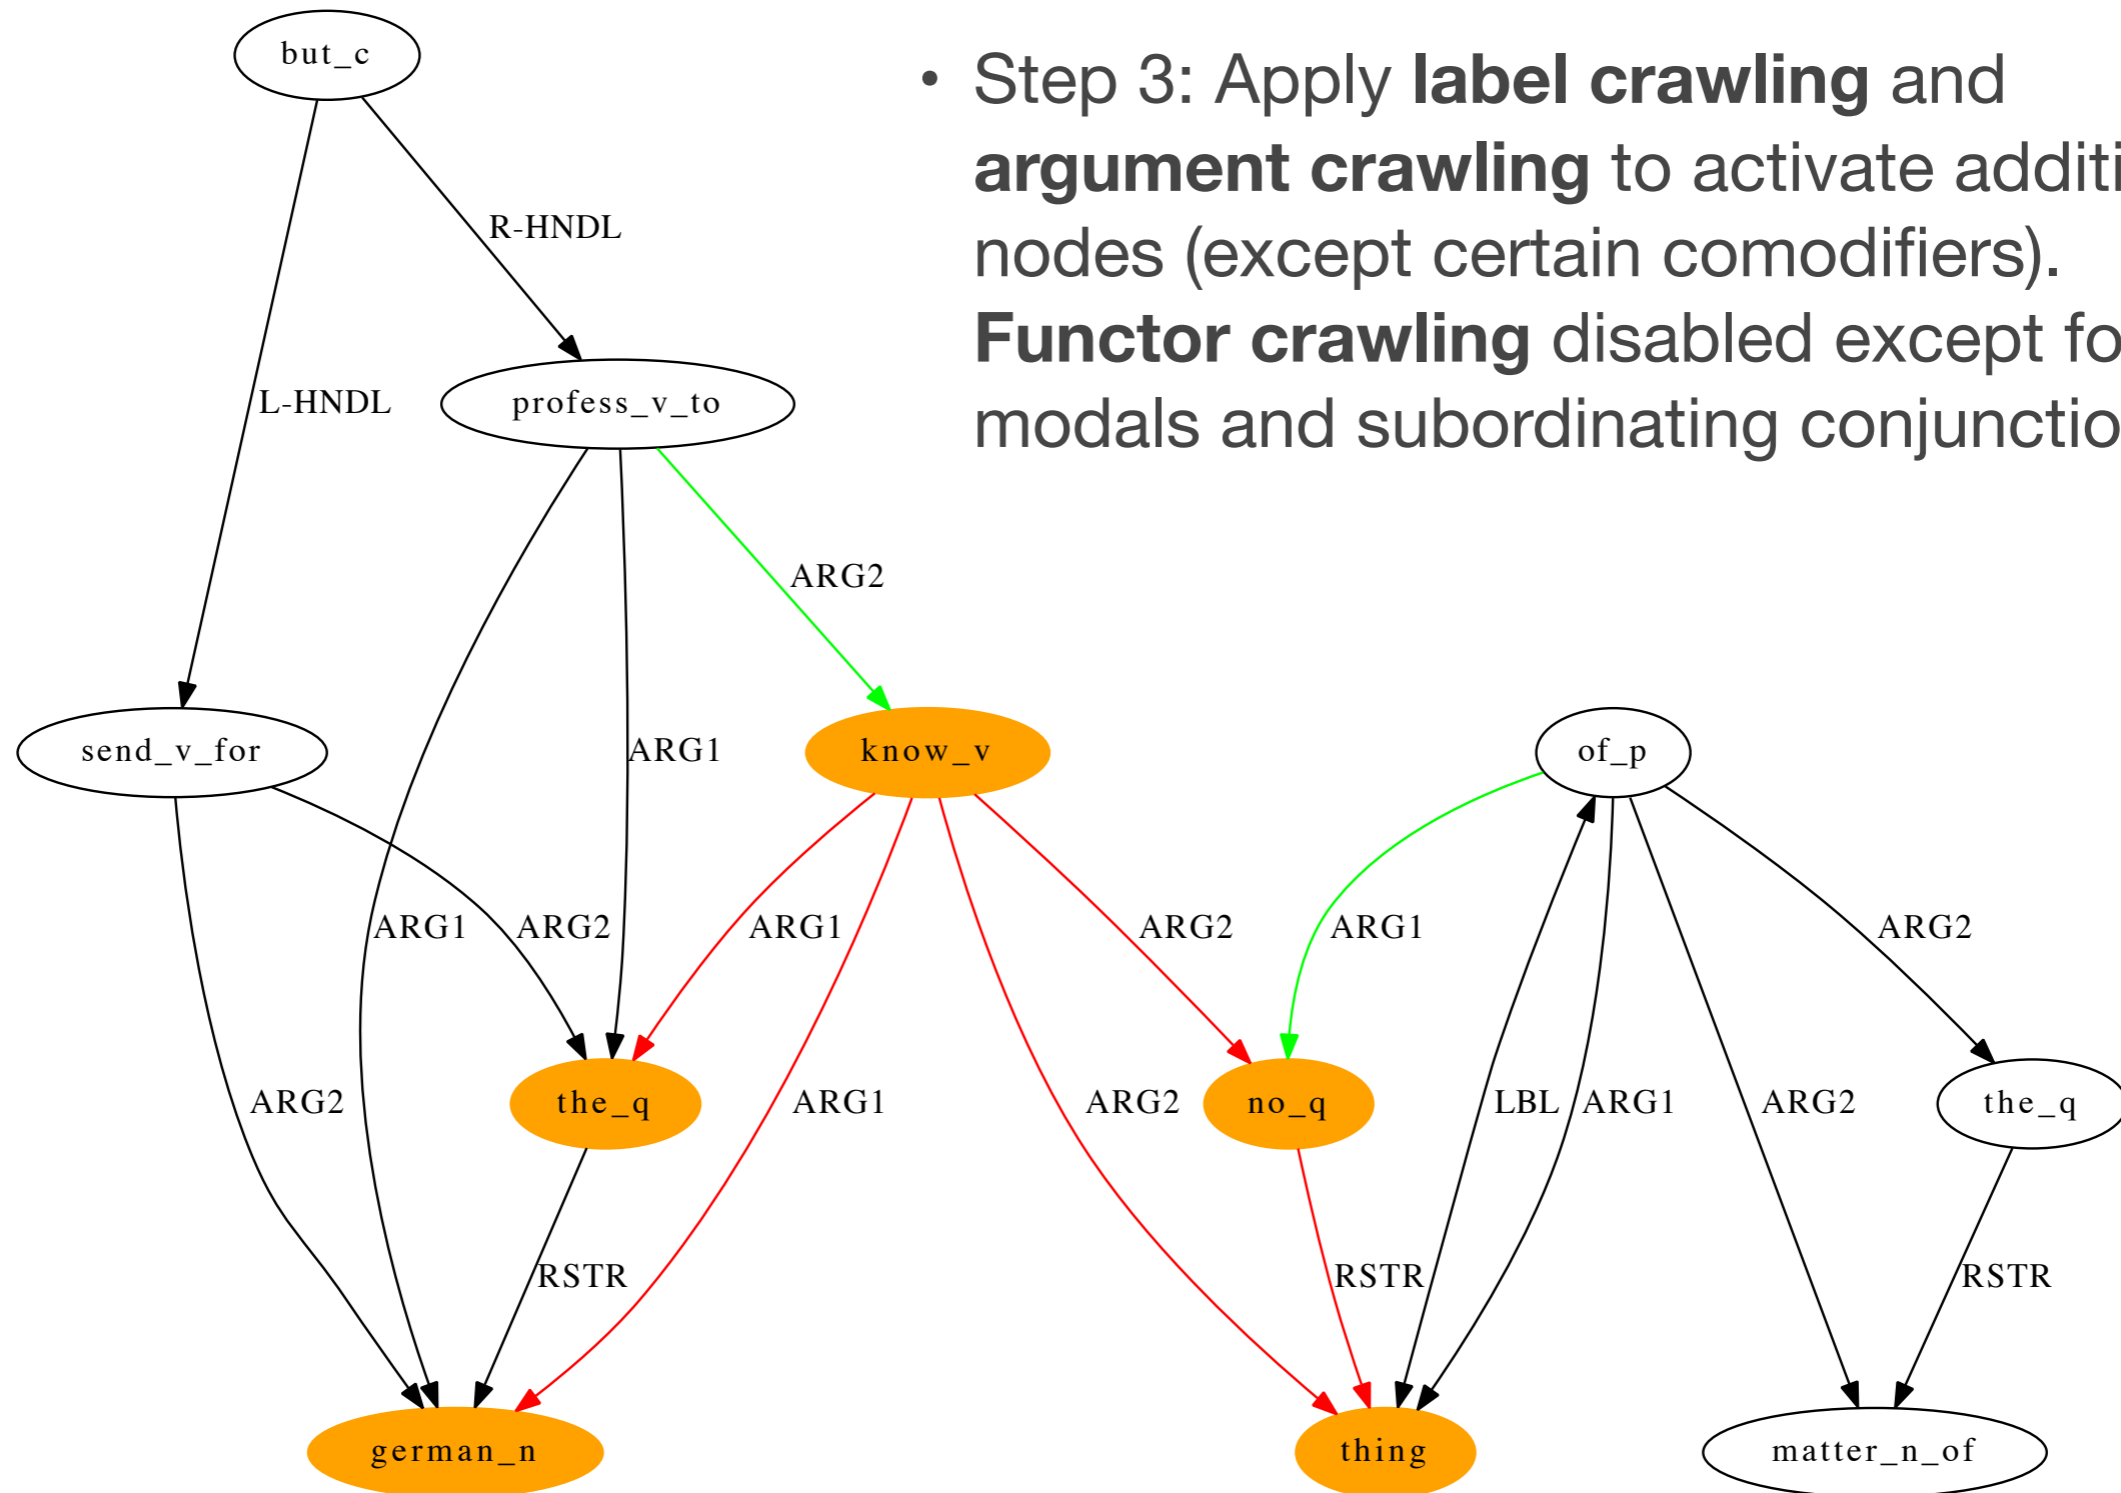 but_c
• Step 3: Apply label crawling and
argument crawling to activate additi
nodes (except certain comodifiers).
Functor crawling disabled except fo
modals and subordinating conjunctio
R-HNDL
L-HNDL
profess_v_to
ARG2
send_v_for
ARG1
know_v
of_p
ARG1
ARG2
ARG1
ARG2
ARG1
ARG2
ARG2
the_q
ARG1
ARG2
no_q
LBL
ARG1
ARG2
the_q
RSTR
RSTR
RSTR
german_n
thing
matter_n_of